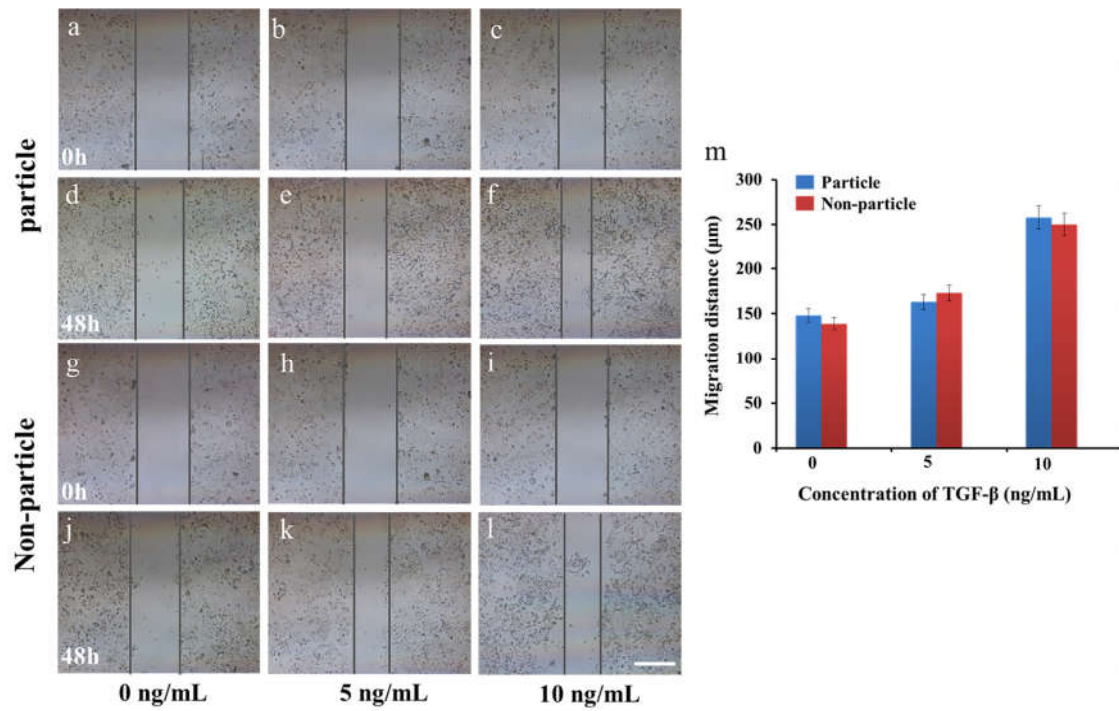 particle
a
b
c
0h
d
e
f
48h
Non-particle
g
h
i
0h
j
k
l
48h
0 ng/mL
5 ng/mL
10 ng/mL
m
Particle
Non-particle
Migration distance (µm)
300
250
200
150
100
50
0
0
5
10
Concentration of TGF-β (ng/mL)